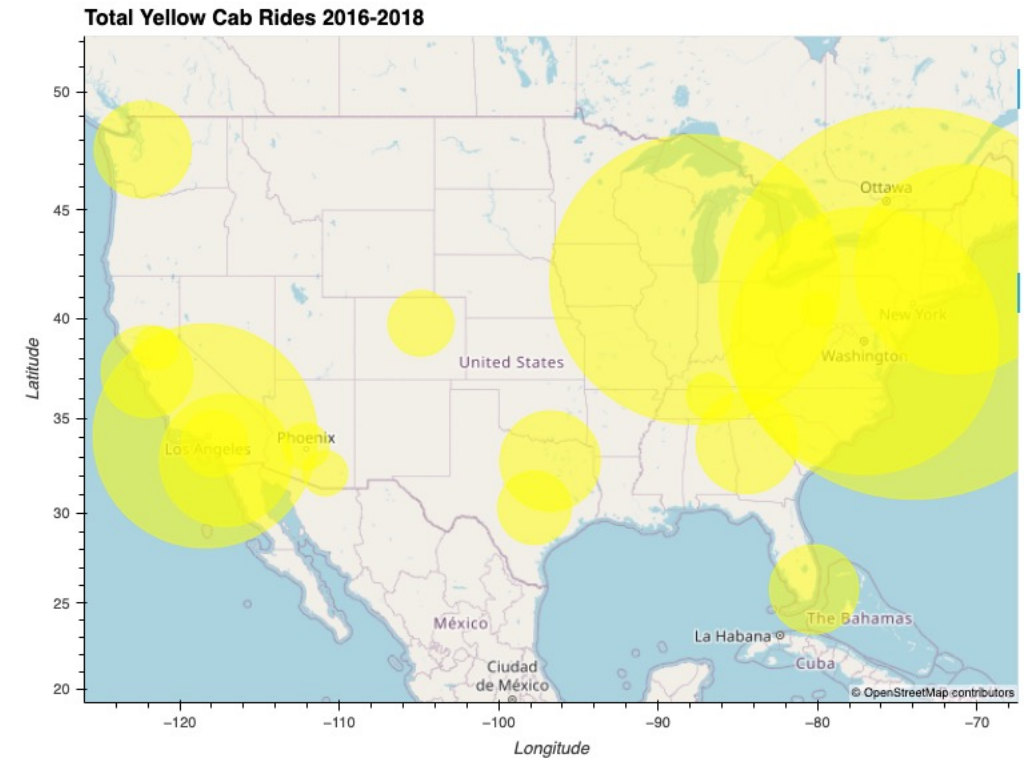 Total Yellow Cab Rides 2016-2018
50
45
40
35
30
25
20
Latitude
Ottawa
New York
Washington
United States
Phoenix
Los Angeles
México
La Habana
The Bahamas
Cuba
Ciudad
de México
© OpenStreetMap contributors
−120
−110
−100
−90
−80
−70
Longitude